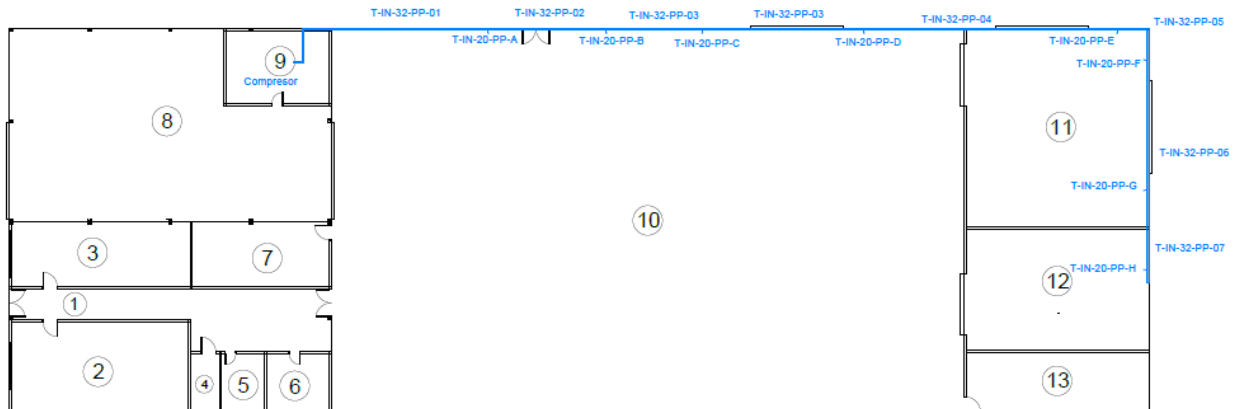 T-IN-32-PP-01
T-IN-32-PP-02
T-IN-32-PP-03
T-IN-32-PP-03
T-IN-32-PP-04
T-IN-32-PP-05
T-IN-20-PP-A
T-IN-20-PP-B
T-IN-20-PP-C
T-IN-20-PP-D
T-IN-20-PP-E
9
T-IN-20-PP-F
Compresor
8
11
T-IN-32-PP-06
T-IN-20-PP-G
10
3
7
T-IN-32-PP-07
T-IN-20-PP-H
12
1
2
4
5
6
13